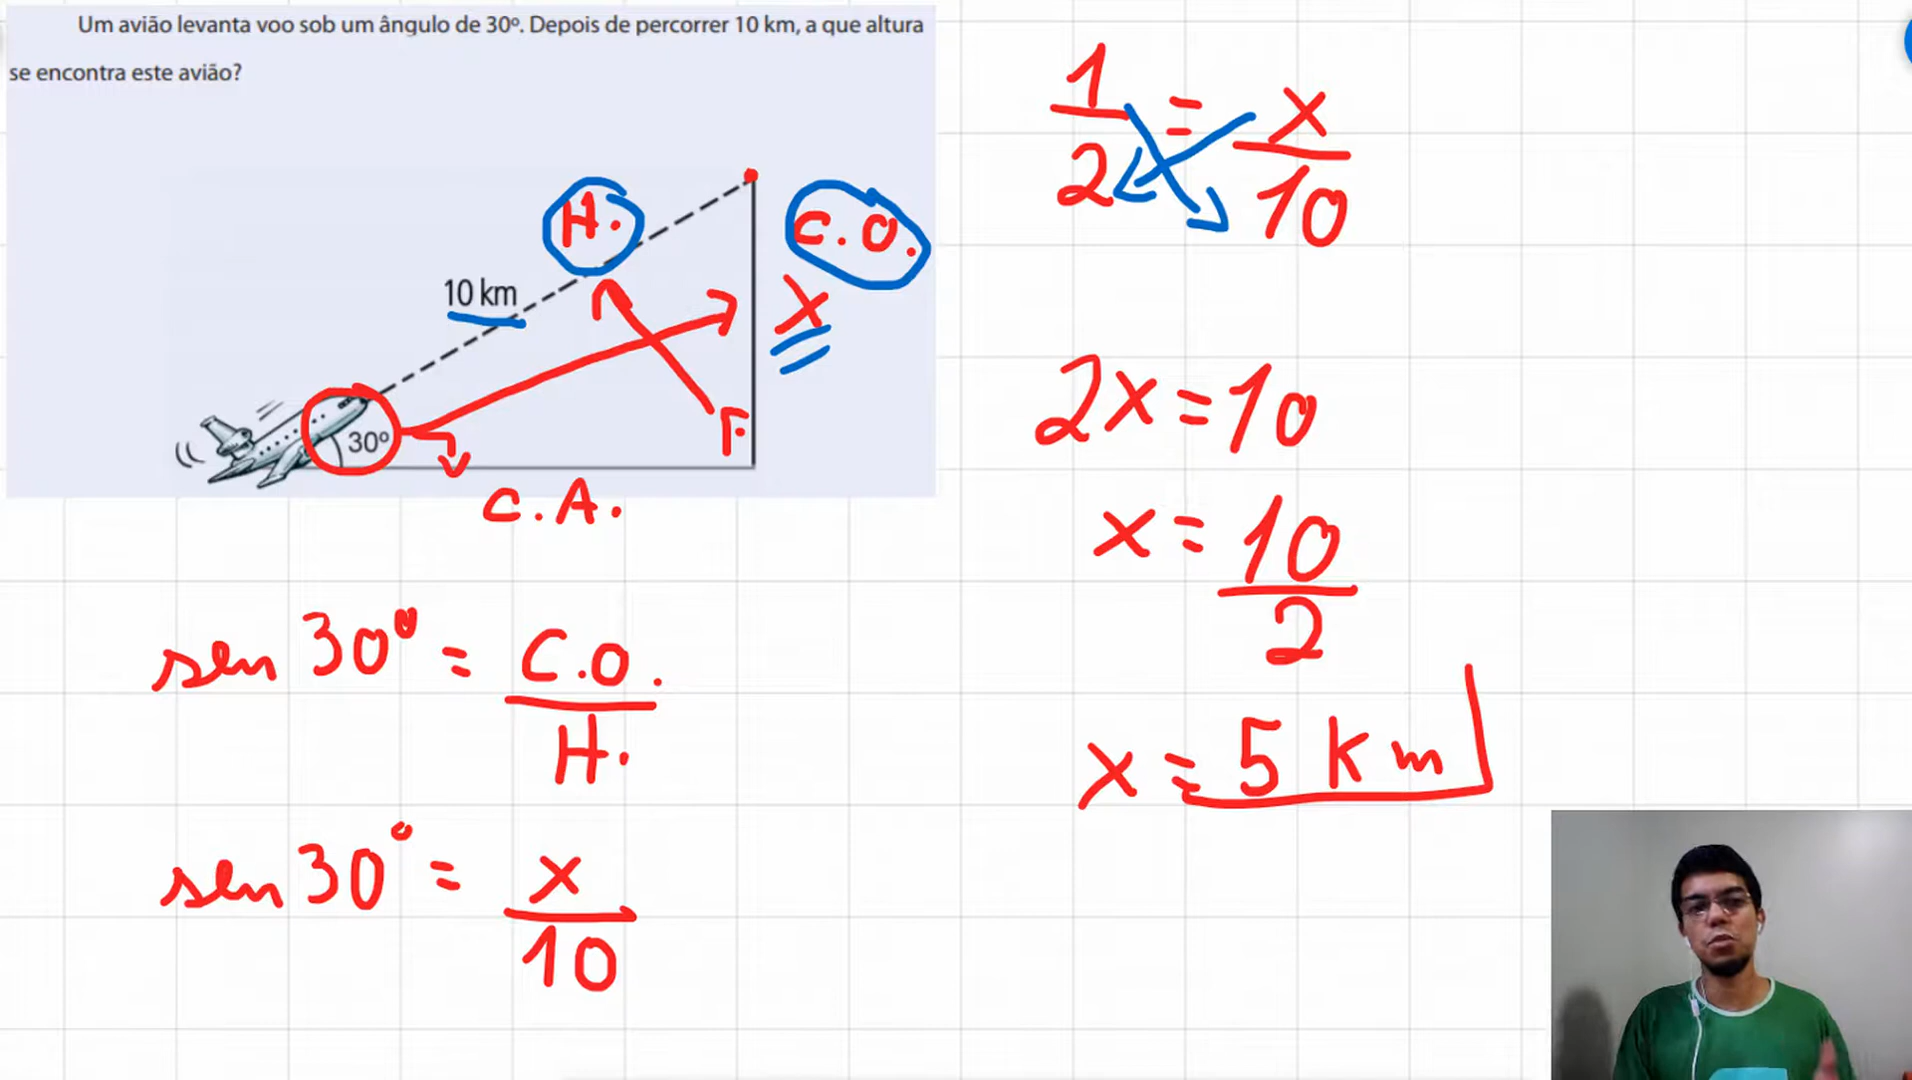 Um avião levanta voo sob um ângulo de 30º. Depois de percorrer 10 km, a que altura
se encontra este avião?
H.
C.O.
10 km
x
30º
C.A.
sen 30° = C.O.
H.
sen 30° = x
10
1 = x
2 10
2x = 10
x = 10
2
x = 5 km